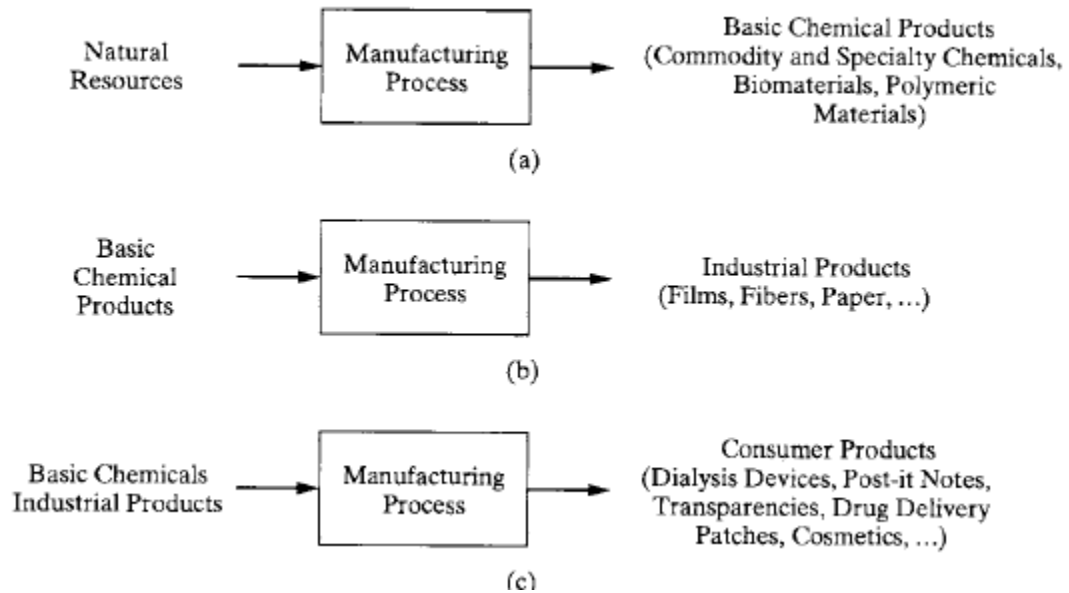 Natural
Resources
Manufacturing
Process
Basic Chemical Products
(Commodity and Specialty Chemicals,
Biomaterials, Polymeric
Materials)
(a)
Basic
Chemical
Products
Manufacturing
Process
Industrial Products
(Films, Fibers, Paper, ...)
(b)
Basic Chemicals
Industrial Products
Manufacturing
Process
Consumer Products
(Dialysis Devices, Post-it Notes,
Transparencies, Drug Delivery
Patches, Cosmetics, ...)
(c)